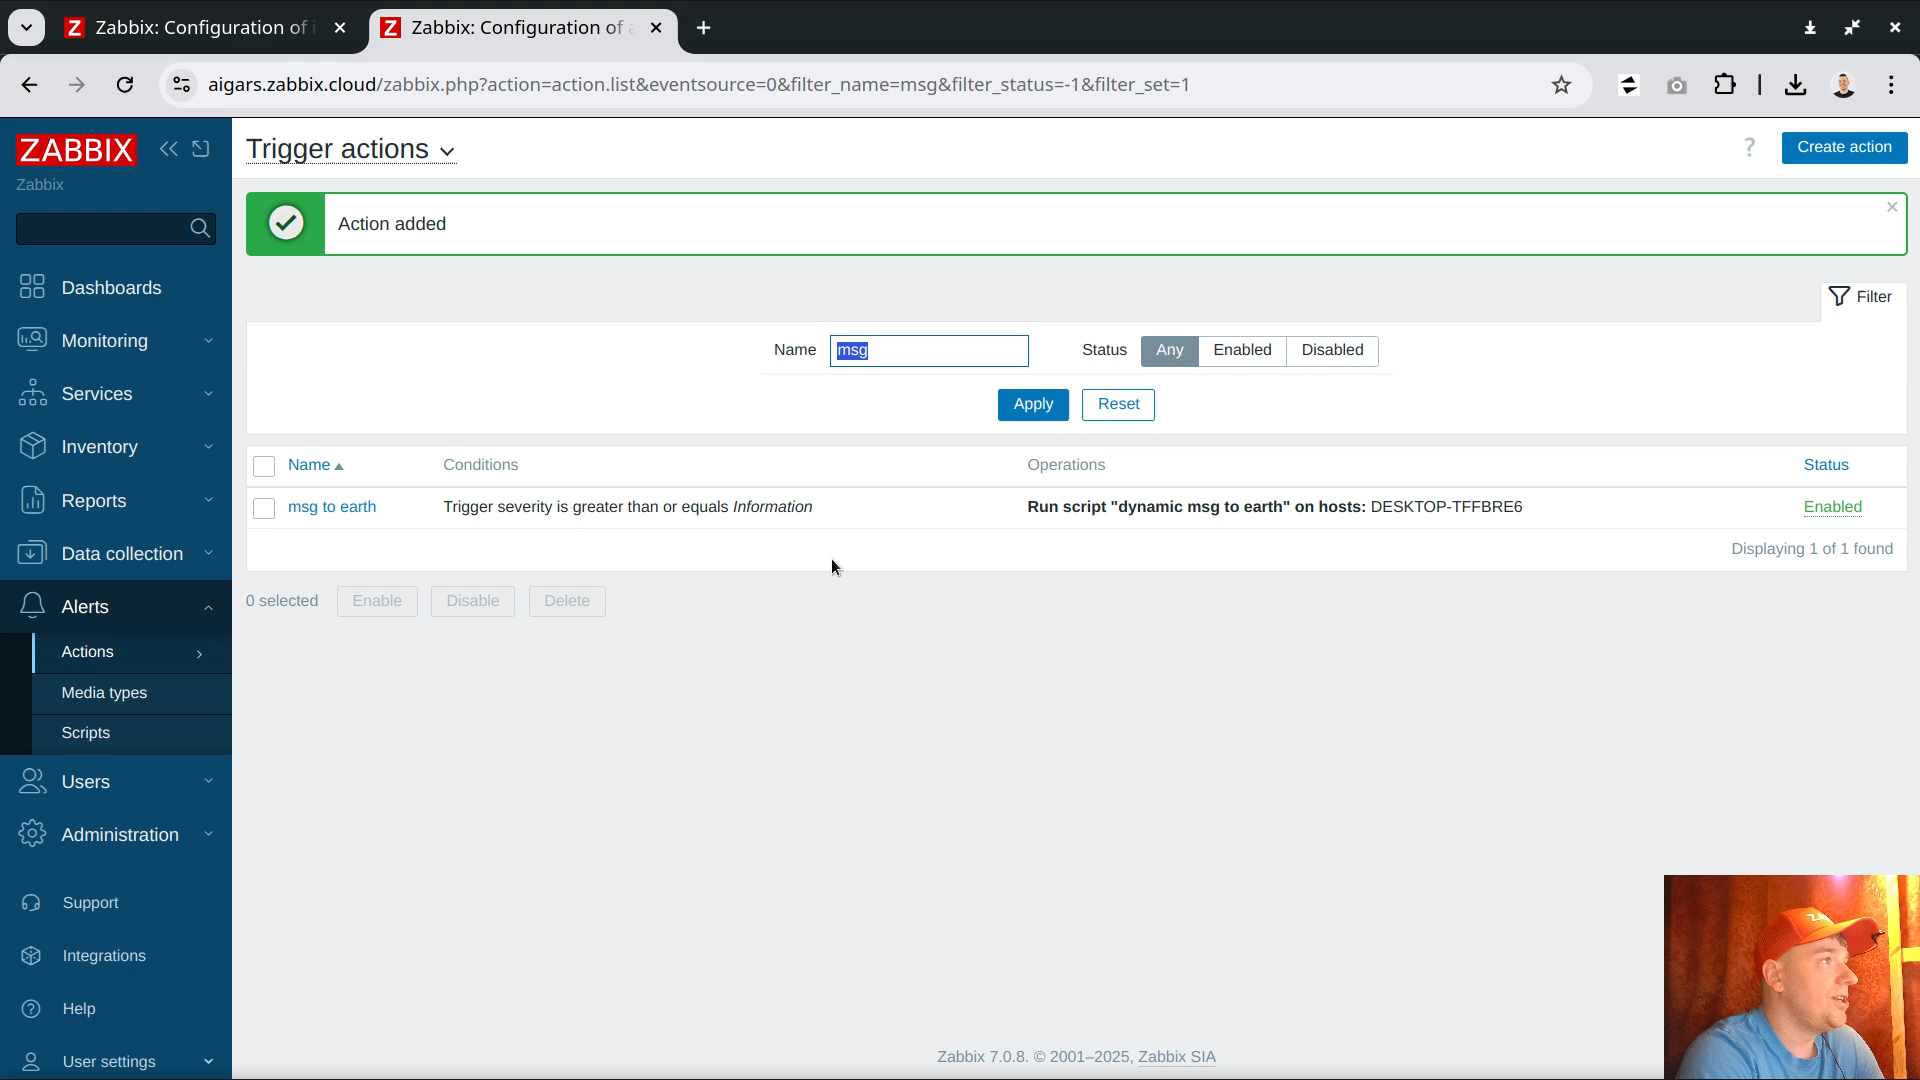 Zabbix: Configuration of
Zabbix: Configuration of
aigars.zabbix.cloud/zabbix.php?action=action.list&eventsource=0&filter_name=msg&filter_status=-1&filter_set=1
ZABBIX
Zabbix
Dashboards
Monitoring
Services
Inventory
Reports
Data collection
Alerts
Actions
Media types
Scripts
Users
Administration
Support
Integrations
Help
User settings
Trigger actions
? Create action
Action added
Filter
Name msg Status Any Enabled Disabled
Apply Reset
Name Conditions Operations Status
msg to earth Trigger severity is greater than or equals Information Run script "dynamic msg to earth" on hosts: DESKTOP-TFFBRE6 Enabled
Displaying 1 of 1 found
0 selected Enable Disable Delete
Zabbix 7.0.8. © 2001–2025, Zabbix SIA